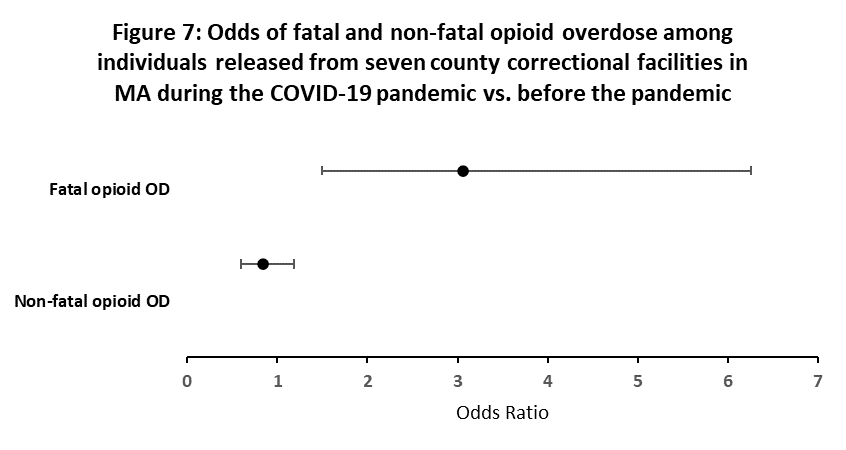 Figure 7: Odds of fatal and non-fatal opioid overdose among
individuals released from seven county correctional facilities in
MA during the COVID-19 pandemic vs. before the pandemic
Fatal opioid OD
Non-fatal opioid OD
0 1 2 3 4 5 6 7
Odds Ratio